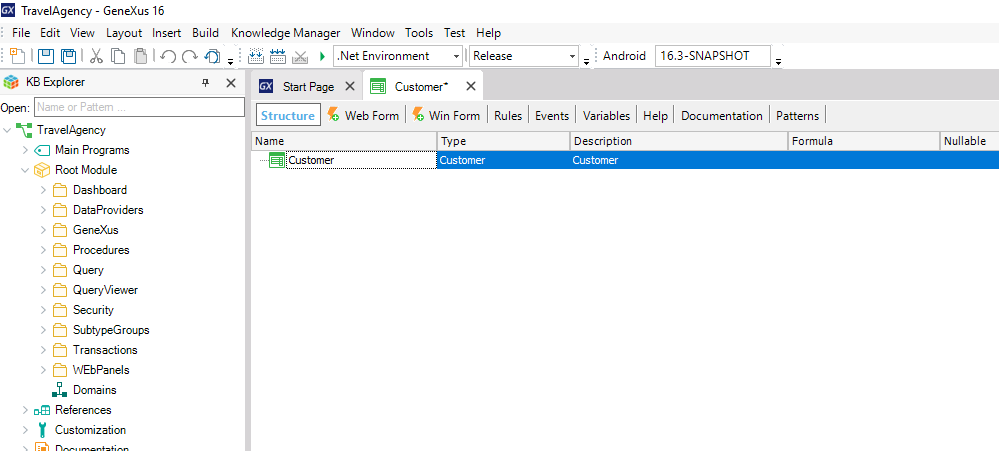 GX TravelAgency - GeneXus 16
File Edit View Layout Insert Build Knowledge Manager Window Tools Test Help
.Net Environment Release Android 16.3-SNAPSHOT
KB Explorer
GX Start Page Customer*
Open: Name or Pattern ...
Structure Web Form Win Form Rules Events Variables Help Documentation Patterns
TravelAgency
Name Type Description Formula Nullable
Main Programs
Customer Customer Customer
Root Module
Dashboard
DataProviders
GeneXus
Procedures
Query
QueryViewer
Security
SubtypeGroups
Transactions
WEbPanels
Domains
References
Customization
Documentation